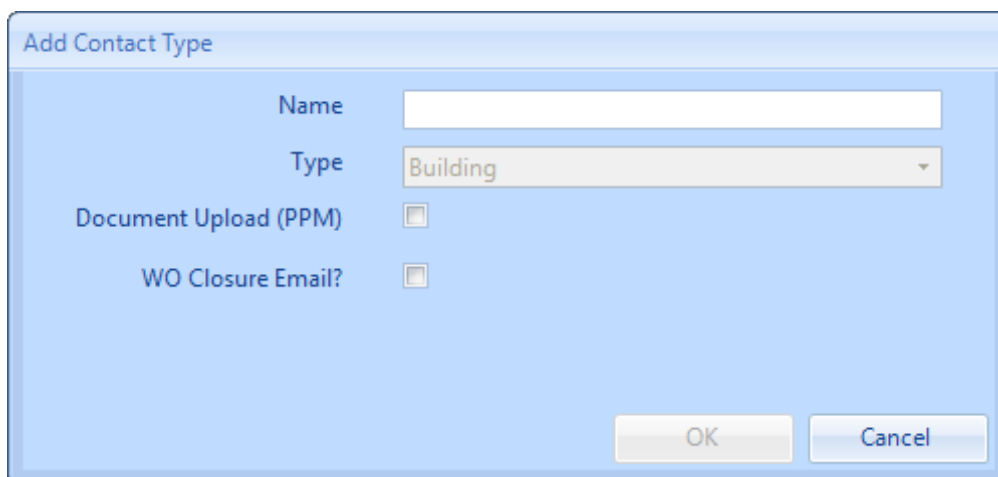 Add Contact Type
Name
Type Building
Document Upload (PPM)
WO Closure Email?
OK Cancel